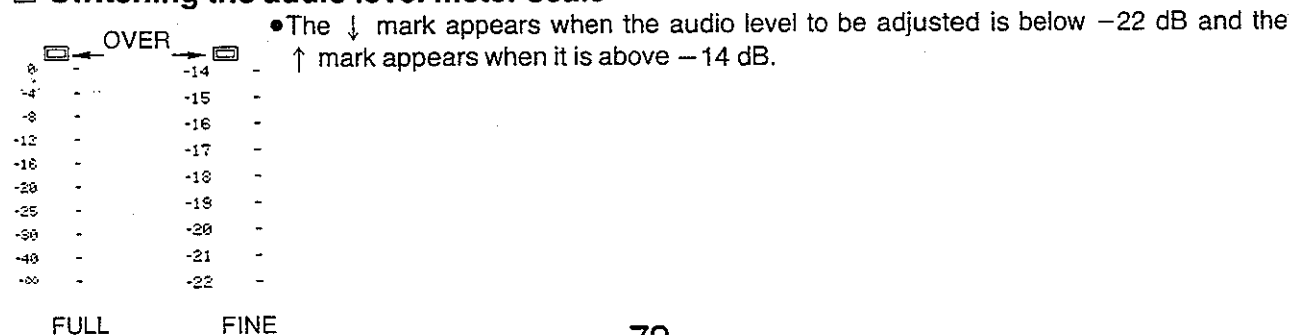 Switching the audio level meter scale
●The ↓ mark appears when the audio level to be adjusted is below −22 dB and the
↑ mark appears when it is above −14 dB.
OVER
0 - -14 -
-4 - -15 -
-8 - -16 -
-12 - -17 -
-16 - -18 -
-20 - -19 -
-25 - -20 -
-30 - -21 -
-40 - -22 -
-∞ -
FULL FINE